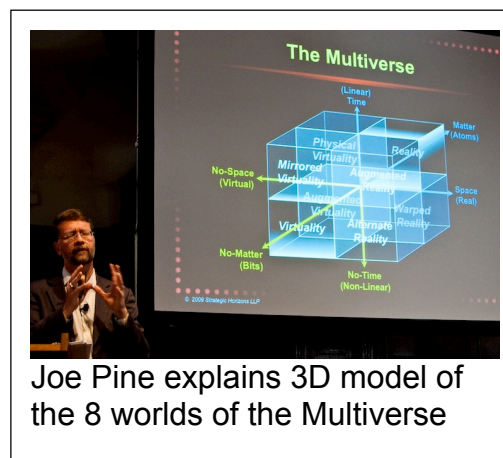 The Multiverse
(Linear)
Time
Matter
(Atoms)
Physical
Virtuality
Reality
Mirrored
Virtuality
Augmented
Reality
No-Space
(Virtual)
Space
(Real)
Augmented
Virtuality
Warped
Reality
Virtuality
Alternate
Reality
No-Matter
(Bits)
No-Time
(Non-Linear)
© 2009 Strategic Horizons LLP
Joe Pine explains 3D model of
the 8 worlds of the Multiverse